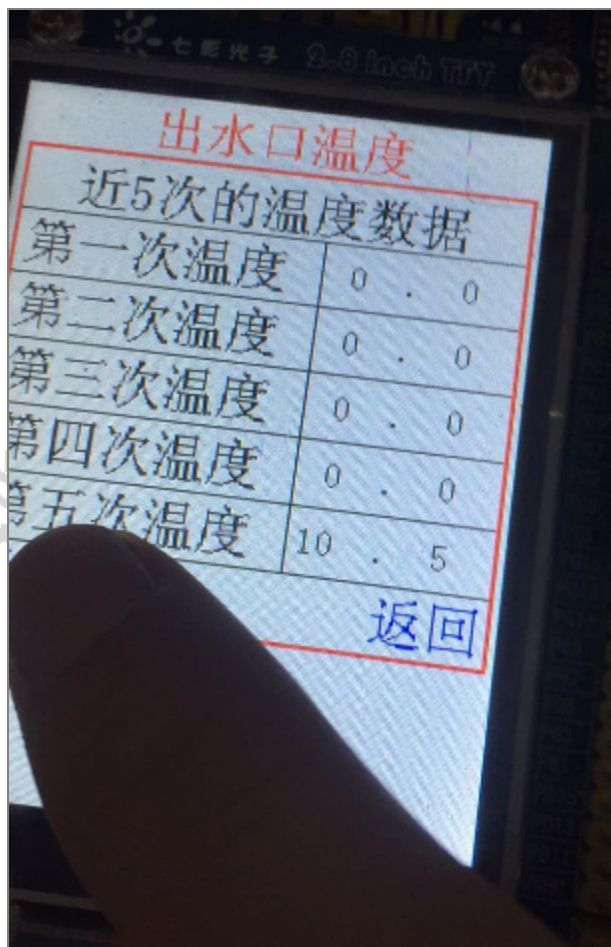 七彩光子 2.8 inch TFT
出水口温度
近5次的温度数据
第一次温度 0 . 0
第二次温度 0 . 0
第三次温度 0 . 0
第四次温度 0 . 0
第五次温度 10 . 5
返回